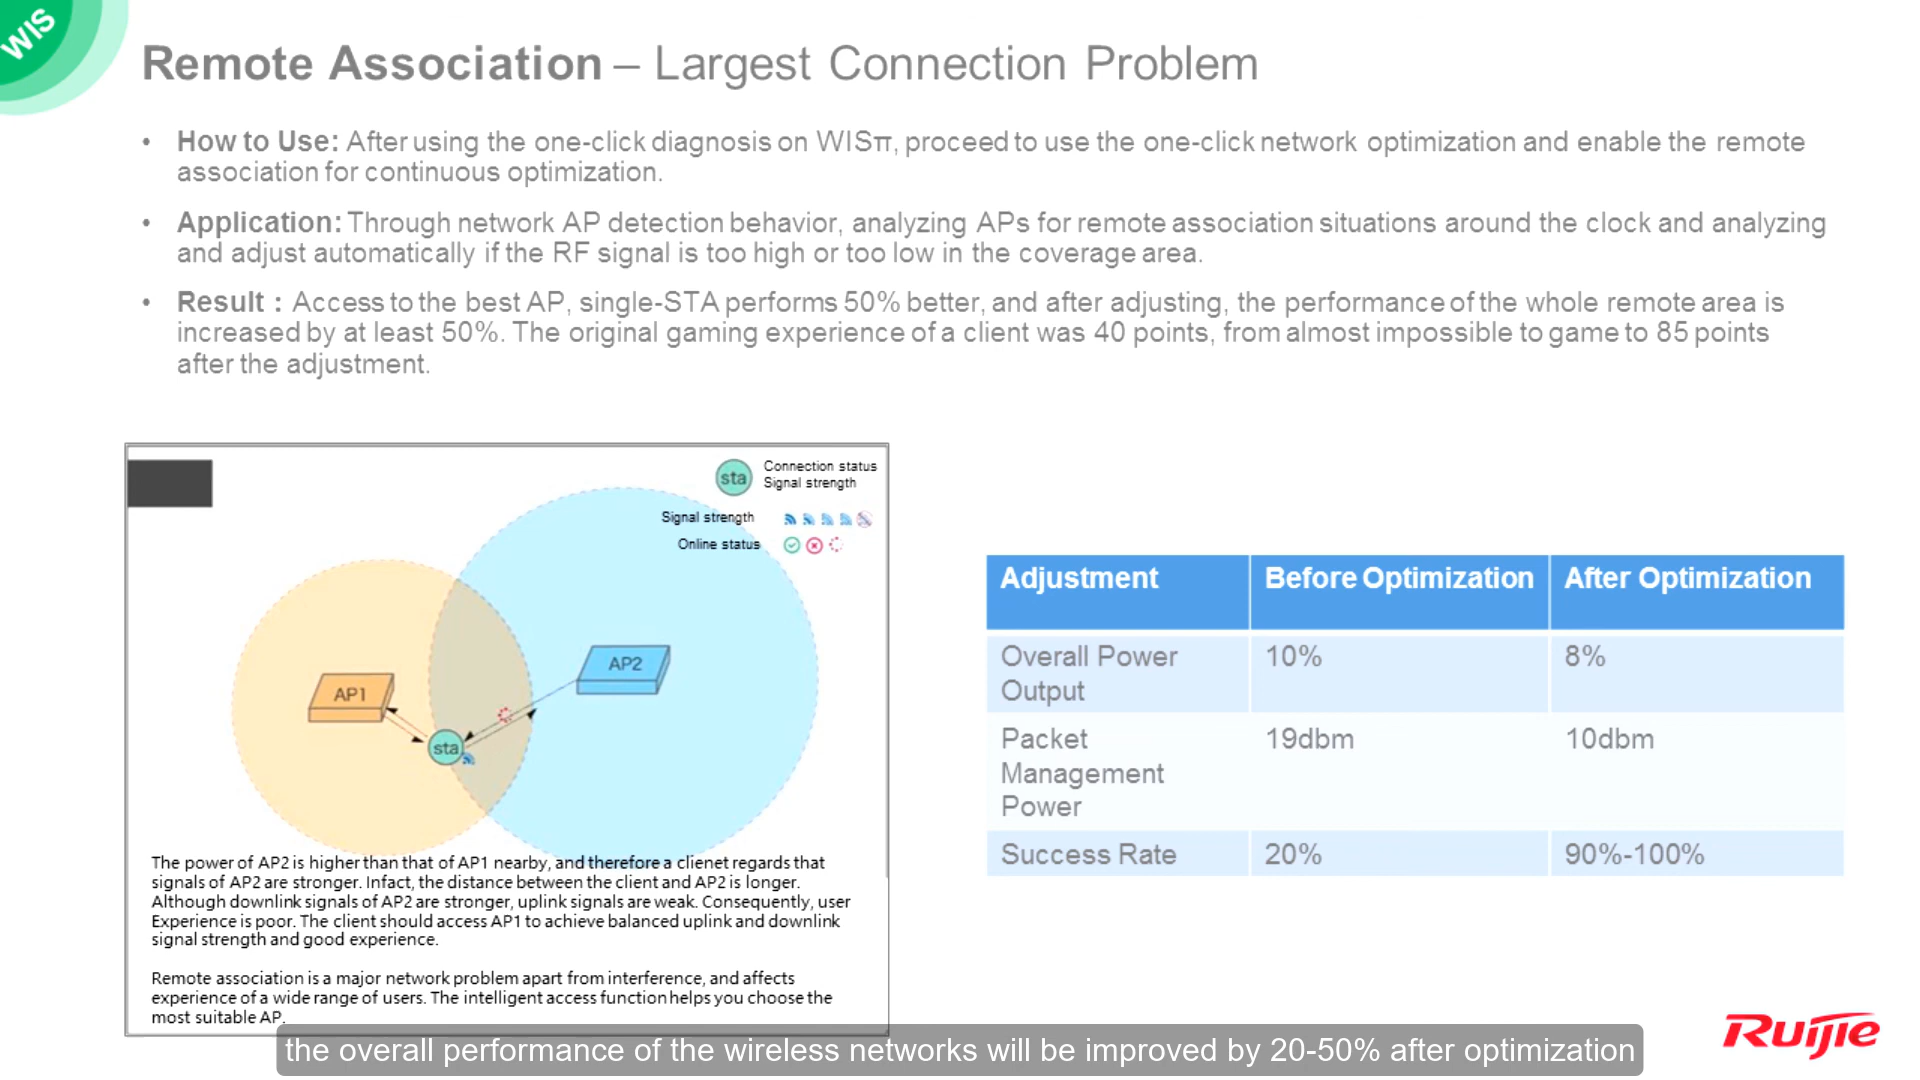 WIS
Remote Association – Largest Connection Problem
• How to Use: After using the one-click diagnosis on WISπ, proceed to use the one-click network optimization and enable the remote
association for continuous optimization.
• Application: Through network AP detection behavior, analyzing APs for remote association situations around the clock and analyzing
and adjust automatically if the RF signal is too high or too low in the coverage area.
• Result : Access to the best AP, single-STA performs 50% better, and after adjusting, the performance of the whole remote area is
increased by at least 50%. The original gaming experience of a client was 40 points, from almost impossible to game to 85 points
after the adjustment.
sta
Connection status
Signal strength
Signal strength
Online status
AP1
AP2
sta
The power of AP2 is higher than that of AP1 nearby, and therefore a clienet regards that
signals of AP2 are stronger. Infact, the distance between the client and AP2 is longer.
Although downlink signals of AP2 are stronger, uplink signals are weak. Consequently, user
Experience is poor. The client should access AP1 to achieve balanced uplink and downlink
signal strength and good experience.
Remote association is a major network problem apart from interference, and affects
experience of a wide range of users. The intelligent access function helps you choose the
most suitable AP.
Adjustment Before Optimization After Optimization
Overall Power
Output
10% 8%
Packet
Management
Power
19dbm 10dbm
Success Rate 20% 90%-100%
Ruijie
the overall performance of the wireless networks will be improved by 20-50% after optimization